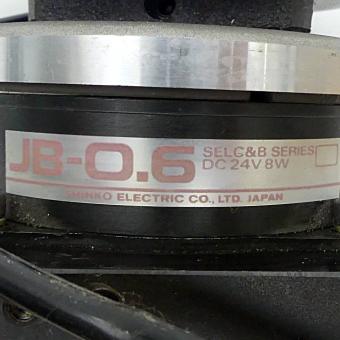 JB-0.6 SELC&B SERIES
DC 24V 8W
SHINKO ELECTRIC CO., LTD. JAPAN